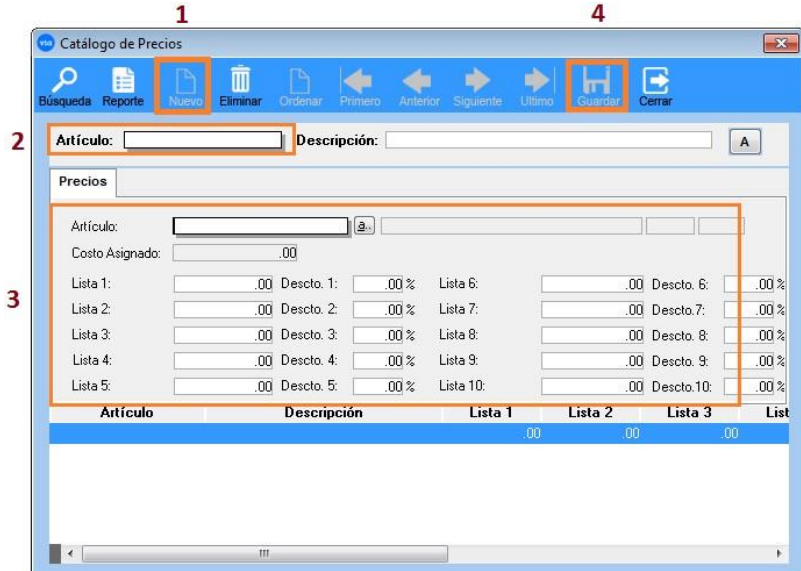 1 4
vsa Catálogo de Precios
Búsqueda Reporte Nuevo Eliminar Ordenar Primero Anterior Siguiente Ultimo Guardar Cerrar
2 Artículo: Descripción: A
Precios
Artículo: a..
Costo Asignado: .00
Lista 1: .00 Descto. 1: .00 % Lista 6: .00 Descto. 6: .00 %
Lista 2: .00 Descto. 2: .00 % Lista 7: .00 Descto.7: .00 %
3 Lista 3: .00 Descto. 3: .00 % Lista 8: .00 Descto. 8: .00 %
Lista 4: .00 Descto. 4: .00 % Lista 9: .00 Descto. 9: .00 %
Lista 5: .00 Descto. 5: .00 % Lista 10: .00 Descto.10: .00 %
Artículo Descripción Lista 1 Lista 2 Lista 3 List
.00 .00 .00